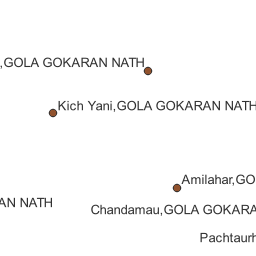 ,GOLA GOKARAN NATH
Kich Yani,GOLA GOKARAN NATH
Amilahar,GO
AN NATH
Chandamau,GOLA GOKARA
Pachtaurh